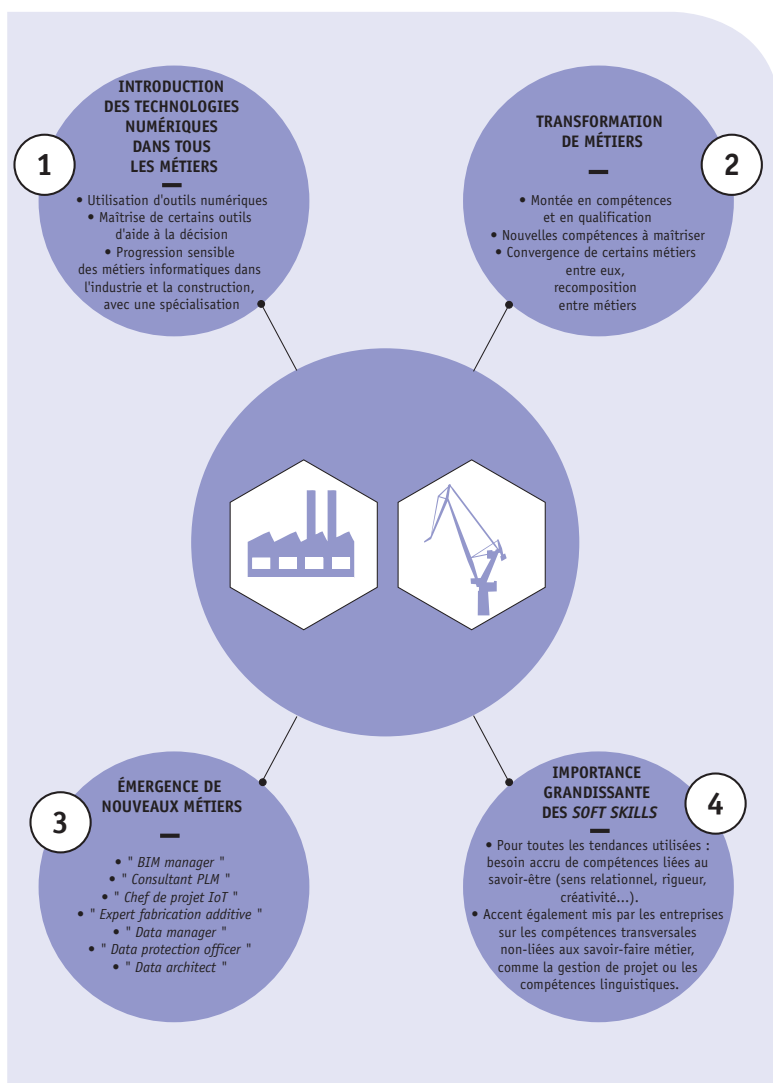 1
INTRODUCTION
DES TECHNOLOGIES
NUMÉRIQUES
DANS TOUS
LES MÉTIERS
• Utilisation d'outils numériques
• Maîtrise de certains outils
d'aide à la décision
• Progression sensible
des métiers informatiques dans
l'industrie et la construction,
avec une spécialisation
2
TRANSFORMATION
DE MÉTIERS
• Montée en compétences
et en qualification
• Nouvelles compétences à maîtriser
• Convergence de certains métiers
entre eux,
recomposition
entre métiers
3
ÉMERGENCE DE
NOUVEAUX MÉTIERS
• " BIM manager "
• " Consultant PLM "
• " Chef de projet IoT "
• " Expert fabrication additive "
• " Data manager "
• " Data protection officer "
• " Data architect "
4
IMPORTANCE
GRANDISSANTE
DES SOFT SKILLS
• Pour toutes les tendances utilisées :
besoin accru de compétences liées au
savoir-être (sens relationnel, rigueur,
créativité...).
• Accent également mis par les entreprises
sur les compétences transversales
non-liées aux savoir-faire métier,
comme la gestion de projet ou les
compétences linguistiques.